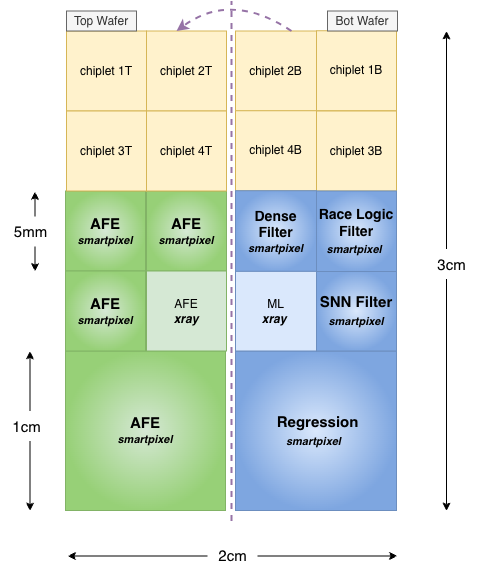 Top Wafer
Bot Wafer
chiplet 1T
chiplet 2T
chiplet 2B
chiplet 1B
chiplet 3T
chiplet 4T
chiplet 4B
chiplet 3B
AFE
smartpixel
AFE
smartpixel
Dense
Filter
smartpixel
Race Logic
Filter
smartpixel
5mm
3cm
AFE
smartpixel
AFE
xray
ML
xray
SNN Filter
smartpixel
1cm
AFE
smartpixel
Regression
smartpixel
2cm